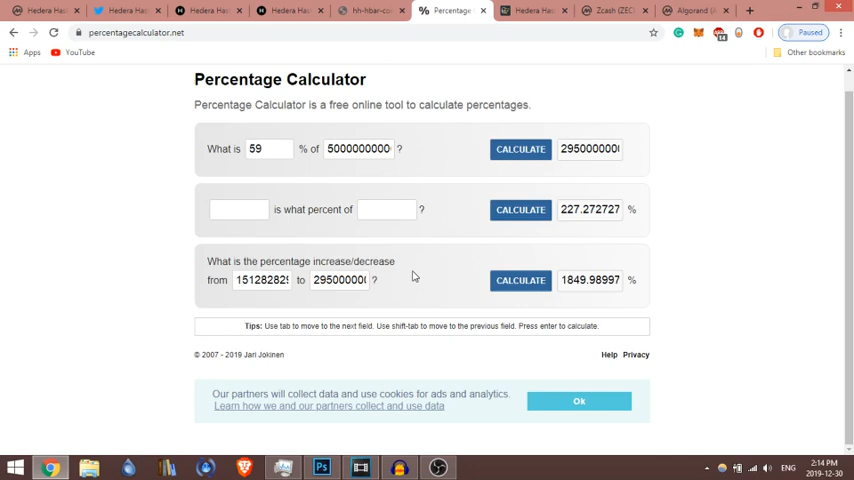 Hedera Has
Hedera Has
Hedera Has
Hedera Has
hh-hbar-co
Percentage
Hedera Has
Zcash (ZEC
Algorand (A
percentagecalculator.net
14
Paused
Apps YouTube Other bookmarks
Percentage Calculator
Percentage Calculator is a free online tool to calculate percentages.
What is 59 % of 5000000000 ? CALCULATE 295000000
is what percent of ? CALCULATE 227.272727 %
What is the percentage increase/decrease
from 151282829 to 29500000 ? CALCULATE 1849.98997 %
Tips: Use tab to move to the next field. Use shift-tab to move to the previous field. Press enter to calculate.
© 2007 - 2019 Jari Jokinen Help Privacy
Our partners will collect data and use cookies for ads and analytics.
Learn how we and our partners collect and use data
Ok
ENG
2:14 PM
2019-12-30